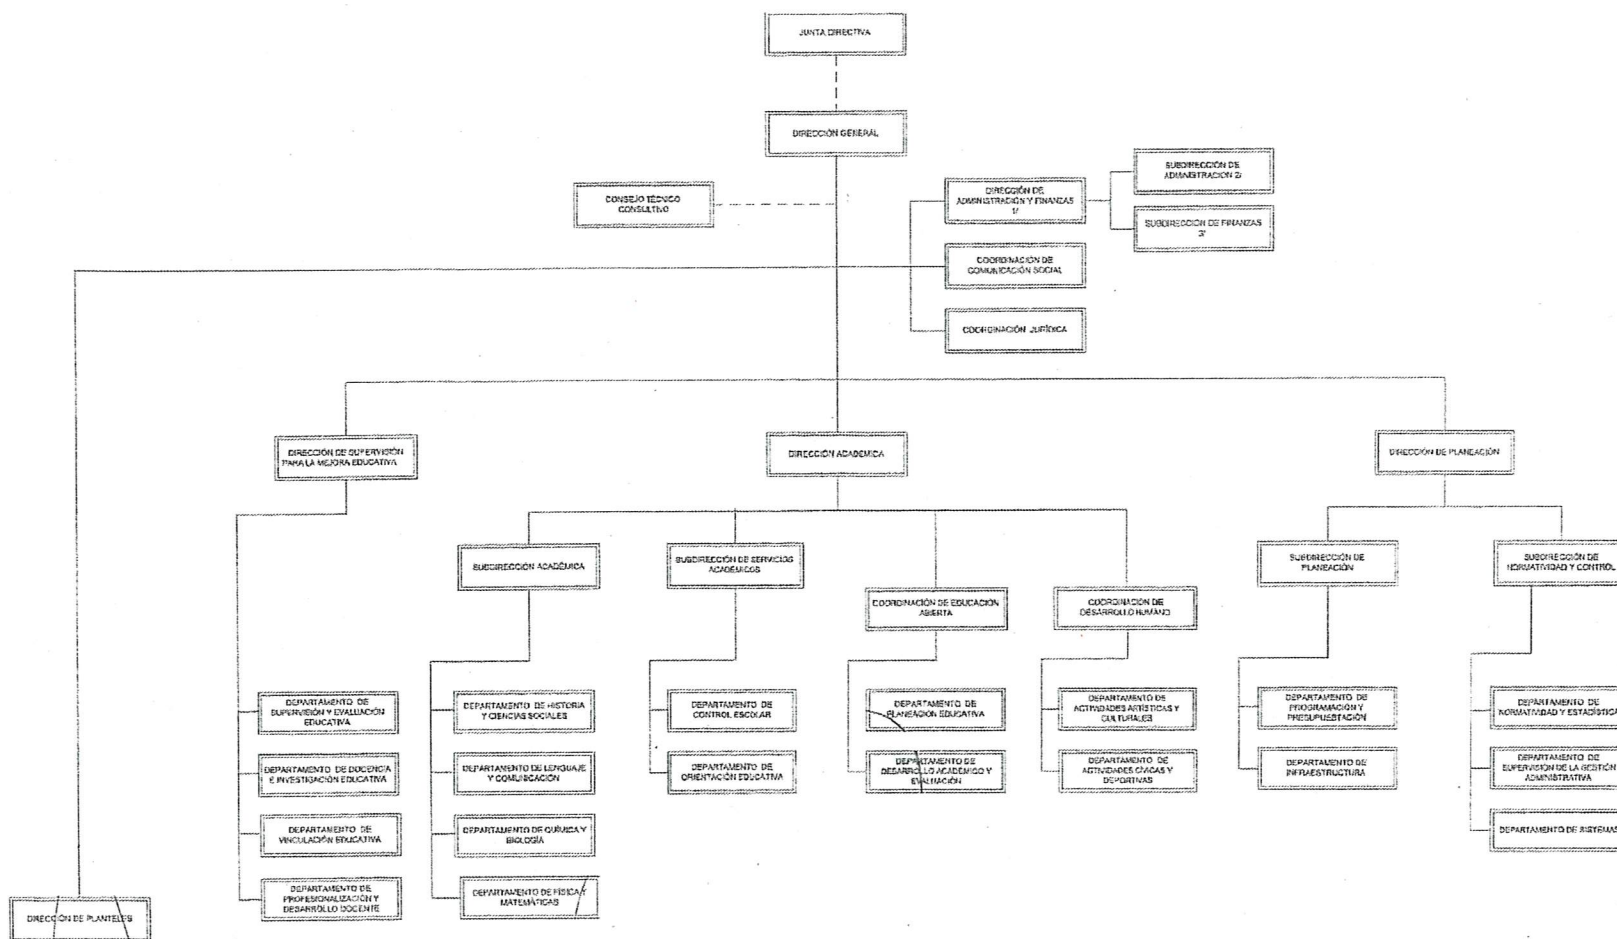 JUNTA DIRECTIVA
DIRECCIÓN GENERAL
CONSEJO TÉCNICO
CONSULTIVO
DIRECCIÓN DE
ADMINISTRACIÓN Y FINANZAS
1/
SUBDIRECCIÓN DE
ADMINISTRACION 2/
SUBDIRECCIÓN DE FINANZAS
3/
COORDINACIÓN DE
COMUNICACIÓN SOCIAL
COORDINACIÓN JURÍDICA
DIRECCIÓN DE SUPERVISIÓN
PARA LA MEJORA EDUCATIVA
DIRECCIÓN ACADEMICA
DIRECCIÓN DE PLANEACIÓN
SUBDIRECCIÓN ACADÉMICA
SUBDIRECCIÓN DE SERVICIOS
ACADÉMICOS
COORDINACIÓN DE EDUCACIÓN
ABIERTA
COORDINACIÓN DE
DESARROLLO HUMANO
SUBDIRECCIÓN DE
PLANEACIÓN
SUBDIRECCIÓN DE
NORMATIVIDAD Y CONTROL
DEPARTAMENTO DE
SUPERVISIÓN Y EVALUACIÓN
EDUCATIVA
DEPARTAMENTO DE DOCENCIA
E INVESTIGACIÓN EDUCATIVA
DEPARTAMENTO DE
VINCULACIÓN EDUCATIVA
DEPARTAMENTO DE
PROFESIONALIZACIÓN Y
DESARROLLO DOCENTE
DEPARTAMENTO DE HISTORIA
Y CIENCIAS SOCIALES
DEPARTAMENTO DE LENGUAJE
Y COMUNICACIÓN
DEPARTAMENTO DE QUÍMICA Y
BIOLOGÍA
DEPARTAMENTO DE FÍSICA Y
MATEMÁTICAS
DEPARTAMENTO DE
CONTROL ESCOLAR
DEPARTAMENTO DE
ORIENTACIÓN EDUCATIVA
DEPARTAMENTO DE
PLANEACIÓN EDUCATIVA
DEPARTAMENTO DE
DESARROLLO ACADÉMICO Y
EVALUACIÓN
DEPARTAMENTO DE
ACTIVIDADES ARTÍSTICAS Y
CULTURALES
DEPARTAMENTO DE
ACTIVIDADES CÍVICAS Y
DEPORTIVAS
DEPARTAMENTO DE
PROGRAMACIÓN Y
PRESUPUESTACIÓN
DEPARTAMENTO DE
INFRAESTRUCTURA
DEPARTAMENTO DE
NORMATIVIDAD Y ESTADÍSTICA
DEPARTAMENTO DE
SUPERVISIÓN DE LA GESTIÓN
ADMINISTRATIVA
DEPARTAMENTO DE SISTEMAS
DIRECCIÓN DE PLANTELES